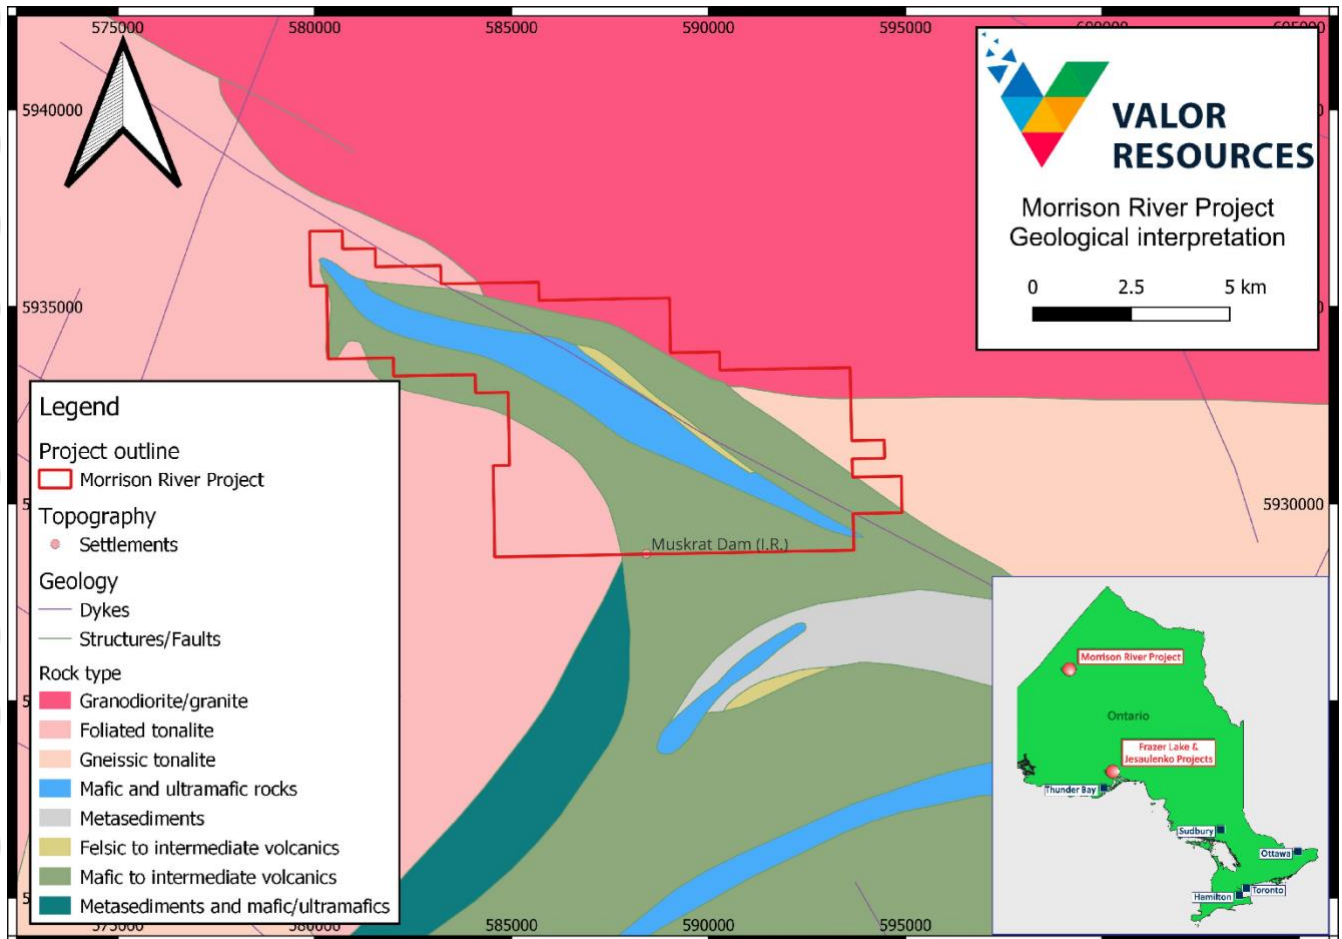 575000
580000
585000
590000
595000
5940000
VALOR
RESOURCES
Morrison River Project
Geological interpretation
0
2.5
5 km
5935000
Legend
Project outline
Morrison River Project
Topography
Settlements
Geology
Dykes
Structures/Faults
Rock type
Granodiorite/granite
Foliated tonalite
Gneissic tonalite
Mafic and ultramafic rocks
Metasediments
Felsic to intermediate volcanics
Mafic to intermediate volcanics
Metasediments and mafic/ultramafics
5930000
Muskrat Dam (I.R.)
Morrison River Project
Ontario
Frazer Lake &
Jesaulenko Projects
Thunder Bay
Sudbury
Ottawa
Toronto
Hamilton
585000
590000
595000